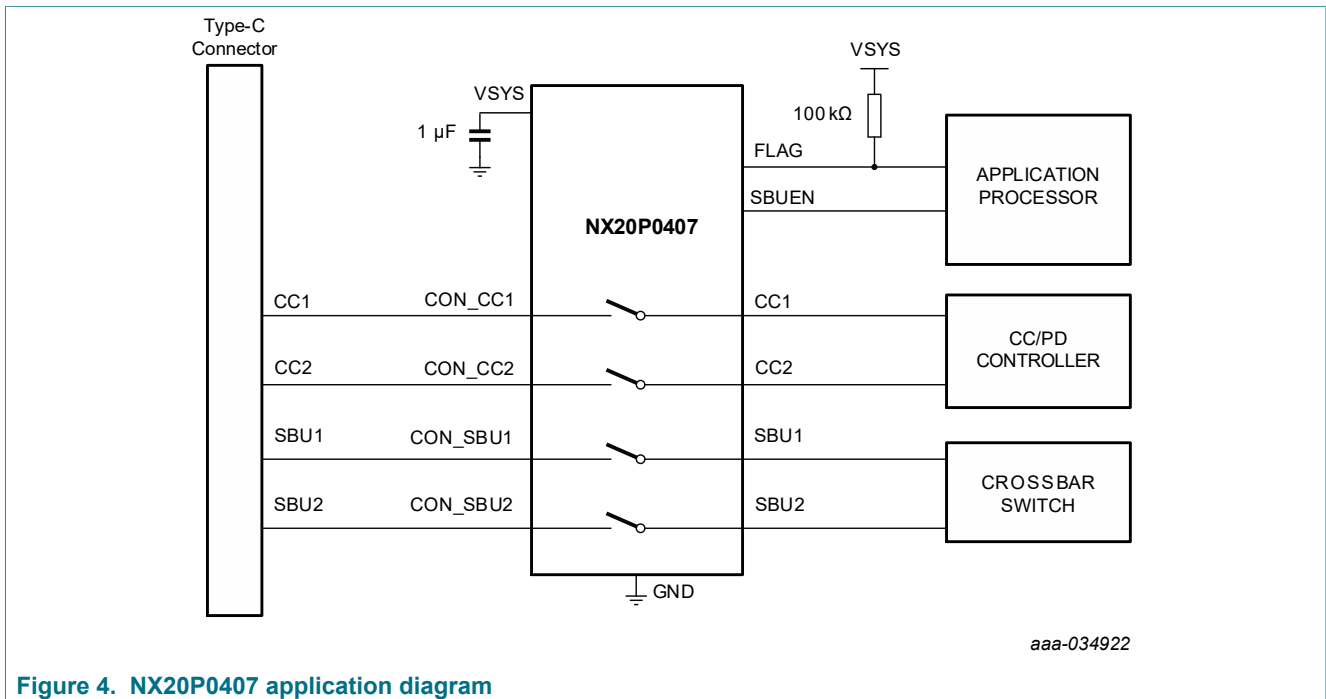 Type-C
Connector
VSYS
1 µF
VSYS
100 kΩ
FLAG
SBUEN
APPLICATION
PROCESSOR
NX20P0407
CC1
CON_CC1
CC1
CC2
CON_CC2
CC2
CC/PD
CONTROLLER
SBU1
CON_SBU1
SBU1
SBU2
CON_SBU2
SBU2
CROSSBAR
SWITCH
GND
aaa-034922
Figure 4. NX20P0407 application diagram